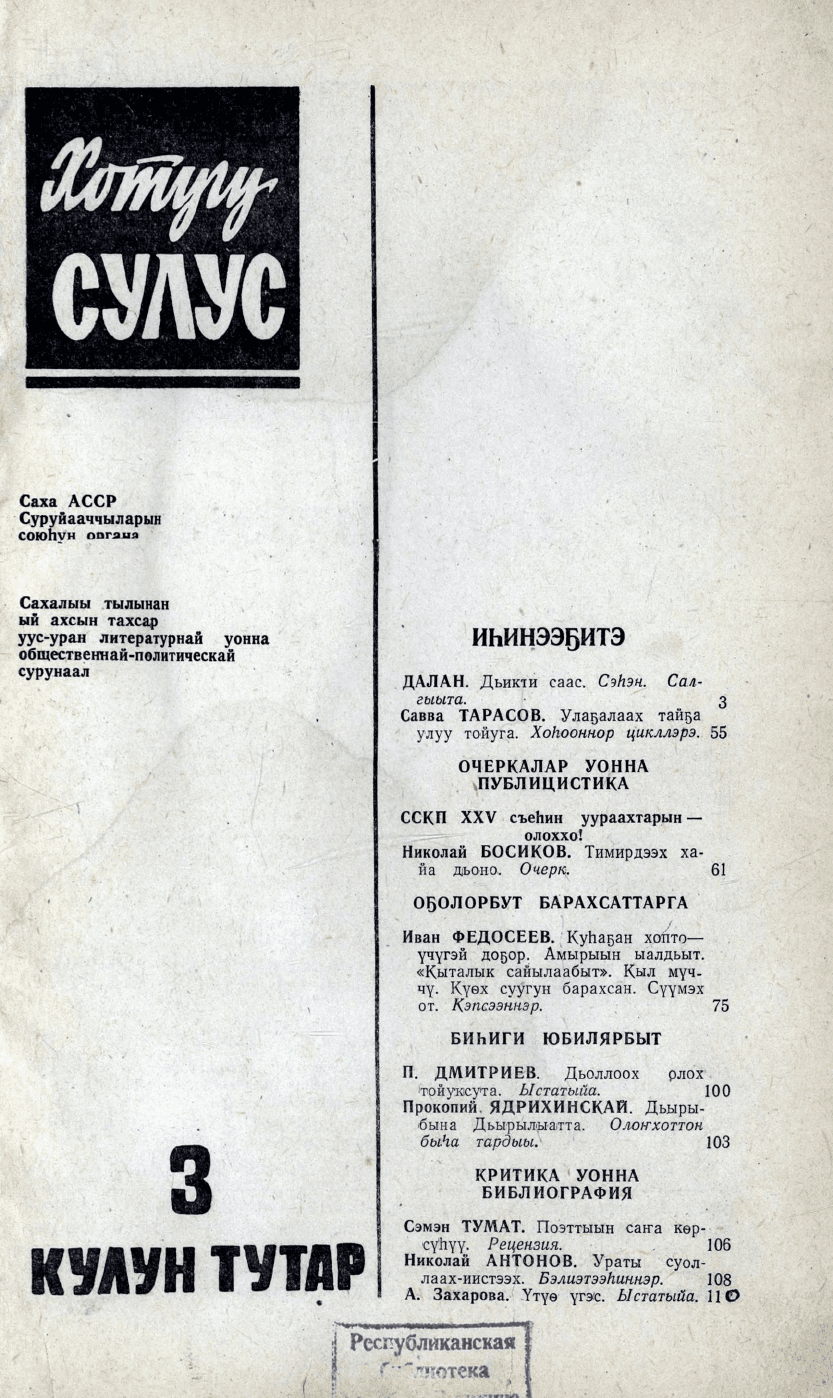 Хотугу
СУЛУС
Саха АССР
Суруйааччыларын
союһун органа
Сахалыы тылынан
ый ахсын тахсар
уус-уран литературнай уонна
общественнай-политическай
сурунаал
3
КУЛУН ТУТАР
ИҺИНЭЭҔИТЭ
ДАЛАН. Дьикти саас. Сэһэн. Сал-
гыыта. 3
Савва ТАРАСОВ. Улаҕалаах тайҕа
улуу тойуга. Хоһооннор цикллэрэ. 55
ОЧЕРКАЛАР УОННА
ПУБЛИЦИСТИКА
ССКП XXV съеһин уураахтарын —
олоххо!
Николай БОСИКОВ. Тимирдээх ха-
йа дьоно. Очерк. 61
ОҔОЛОРБУТ БАРАХСАТТАРГА
Иван ФЕДОСЕЕВ. Куһаҕан хопто—
үчүгэй доҕор. Амырыын ыалдьыт.
«Кыталык сайылаабыт». Кыл мүч-
чү. Күөх суугун барахсан. Сүүмэх
от. Кэпсээннэр. 75
БИҺИГИ ЮБИЛЯРБЫТ
П. ДМИТРИЕВ. Дьоллоох олох
тойуксута. Ыстатыйа. 100
Прокопий ЯДРИХИНСКАЙ. Дьыры-
бына Дьырылыатта. Олоҥхоттон
быһа тардыы. 103
КРИТИКА УОННА
БИБЛИОГРАФИЯ
Сэмэн ТУМАТ. Поэттыын саҥа көр-
сүһүү. Рецензия. 106
Николай АНТОНОВ. Ураты суол-
лаах-иистээх. Бэлиэтээһиннэр. 108
А. Захарова. Үтүө үгэс. Ыстатыйа. 110
Республиканская
библиотека